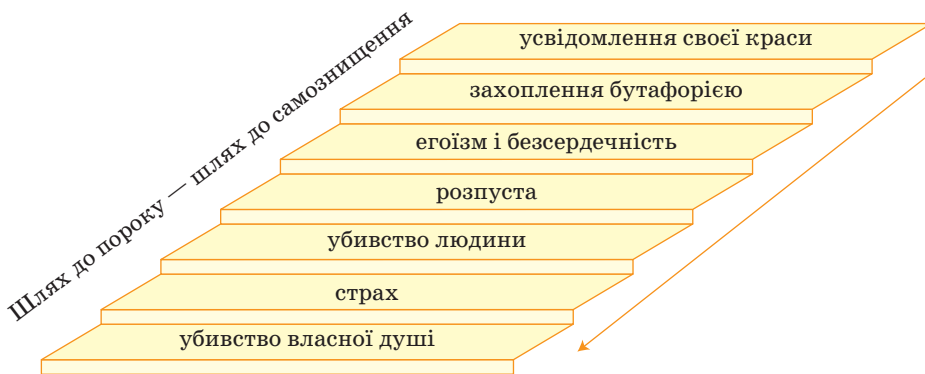 Шлях до пороку — шлях до самознищення
усвідомлення своєї краси
захоплення бутафорією
егоїзм і безсердечність
розпуста
убивство людини
страх
убивство власної душі